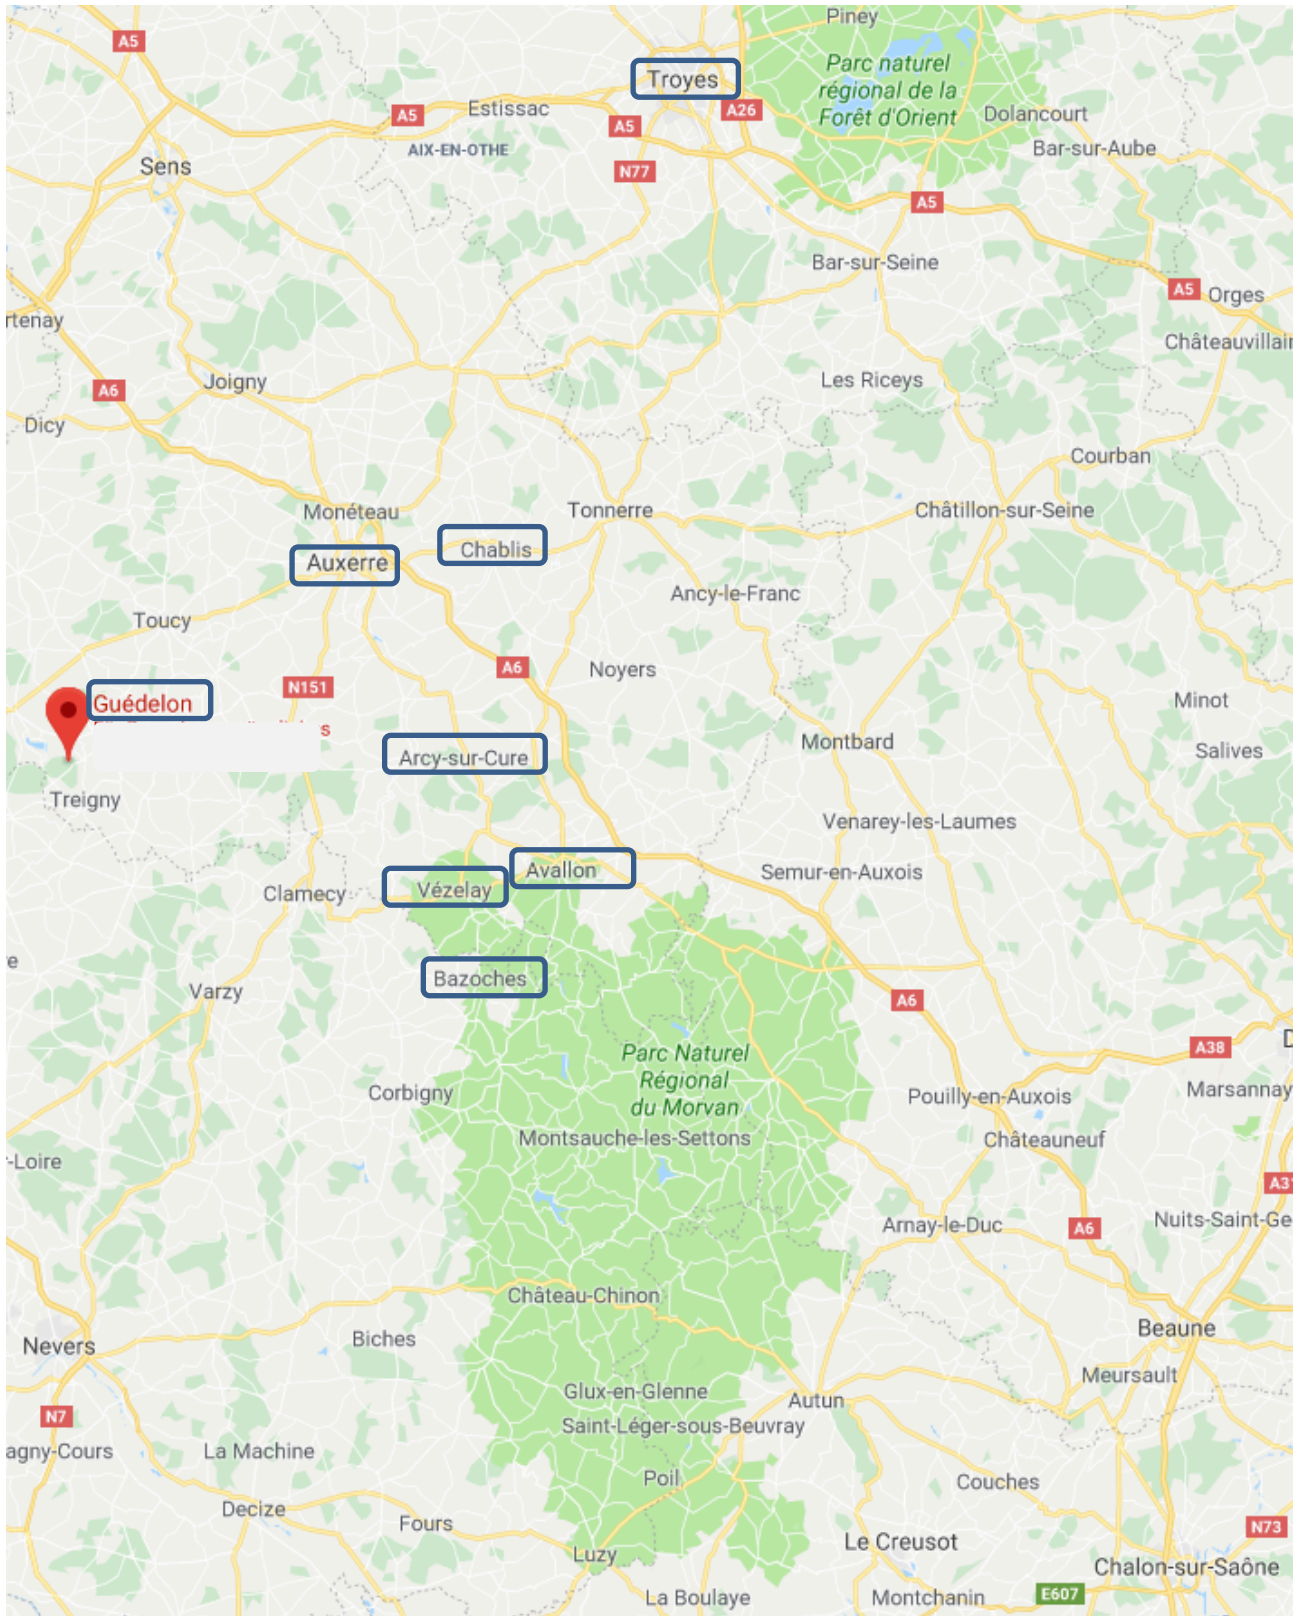 Piney
A5
Troyes
Parc naturel
régional de la
Forêt d'Orient
A5
Estissac
A26
Dolancourt
A5
AIX-EN-OTHE
Bar-sur-Aube
Sens
N77
A5
Bar-sur-Seine
A5
Orges
rtenay
Châteauvillair
Joigny
Les Riceys
A6
Dicy
Courban
Monéteau
Tonnerre
Châtillon-sur-Seine
Chablis
Auxerre
Ancy-le-Franc
Toucy
A6
Noyers
N151
Guédelon
Minot
s
Montbard
Salives
Arcy-sur-Cure
Treigny
Venarey-les-Laumes
Avallon
Semur-en-Auxois
Vézelay
Clamecy
e
Bazoches
Varzy
A6
Parc Naturel
Régional
du Morvan
A38
D
Corbigny
Pouilly-en-Auxois
Marsannay
Montsauche-les-Settons
Châteauneuf
-Loire
A31
Arnay-le-Duc
A6
Nuits-Saint-Ge
Château-Chinon
Nevers
Biches
Beaune
Meursault
Glux-en-Glenne
Autun
N7
Saint-Léger-sous-Beuvray
agny-Cours
La Machine
Poil
Couches
Decize
Fours
N73
Luzy
Le Creusot
Chalon-sur-Saône
La Boulaye
Montchanin
E607